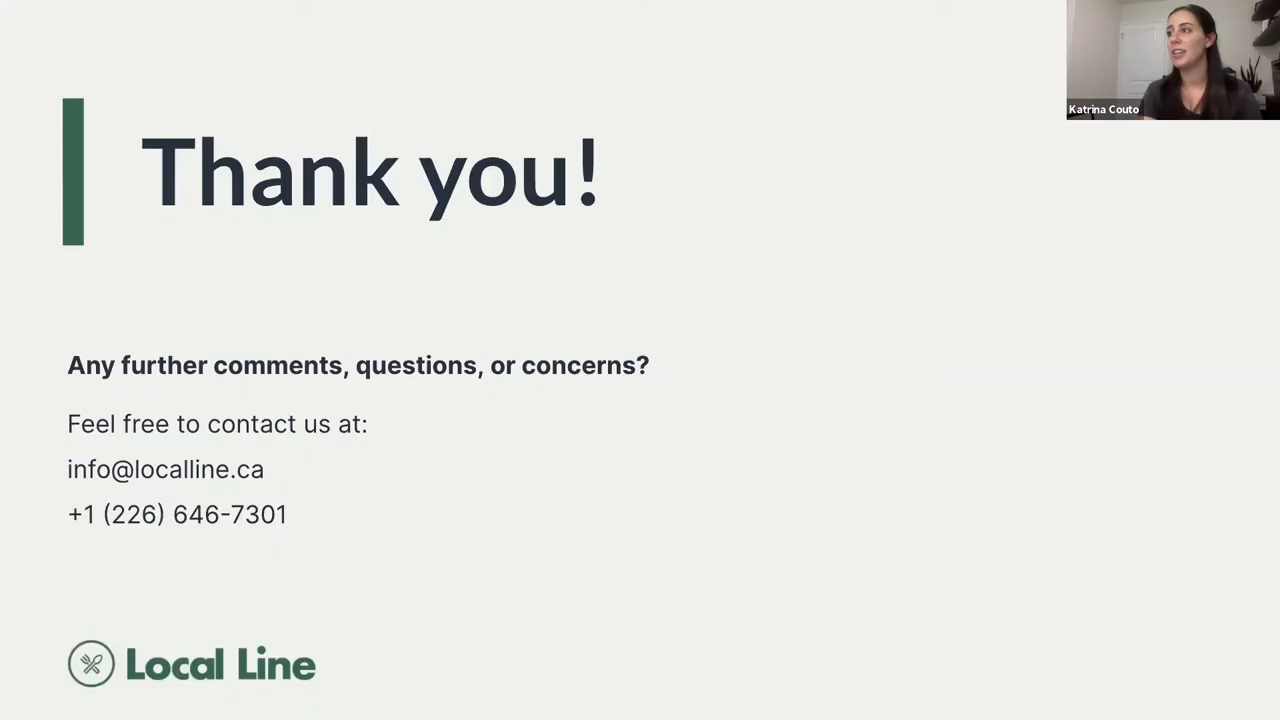 Katrina Couto
Thank you!
Any further comments, questions, or concerns?
Feel free to contact us at:
info@localline.ca
+1 (226) 646-7301
Local Line